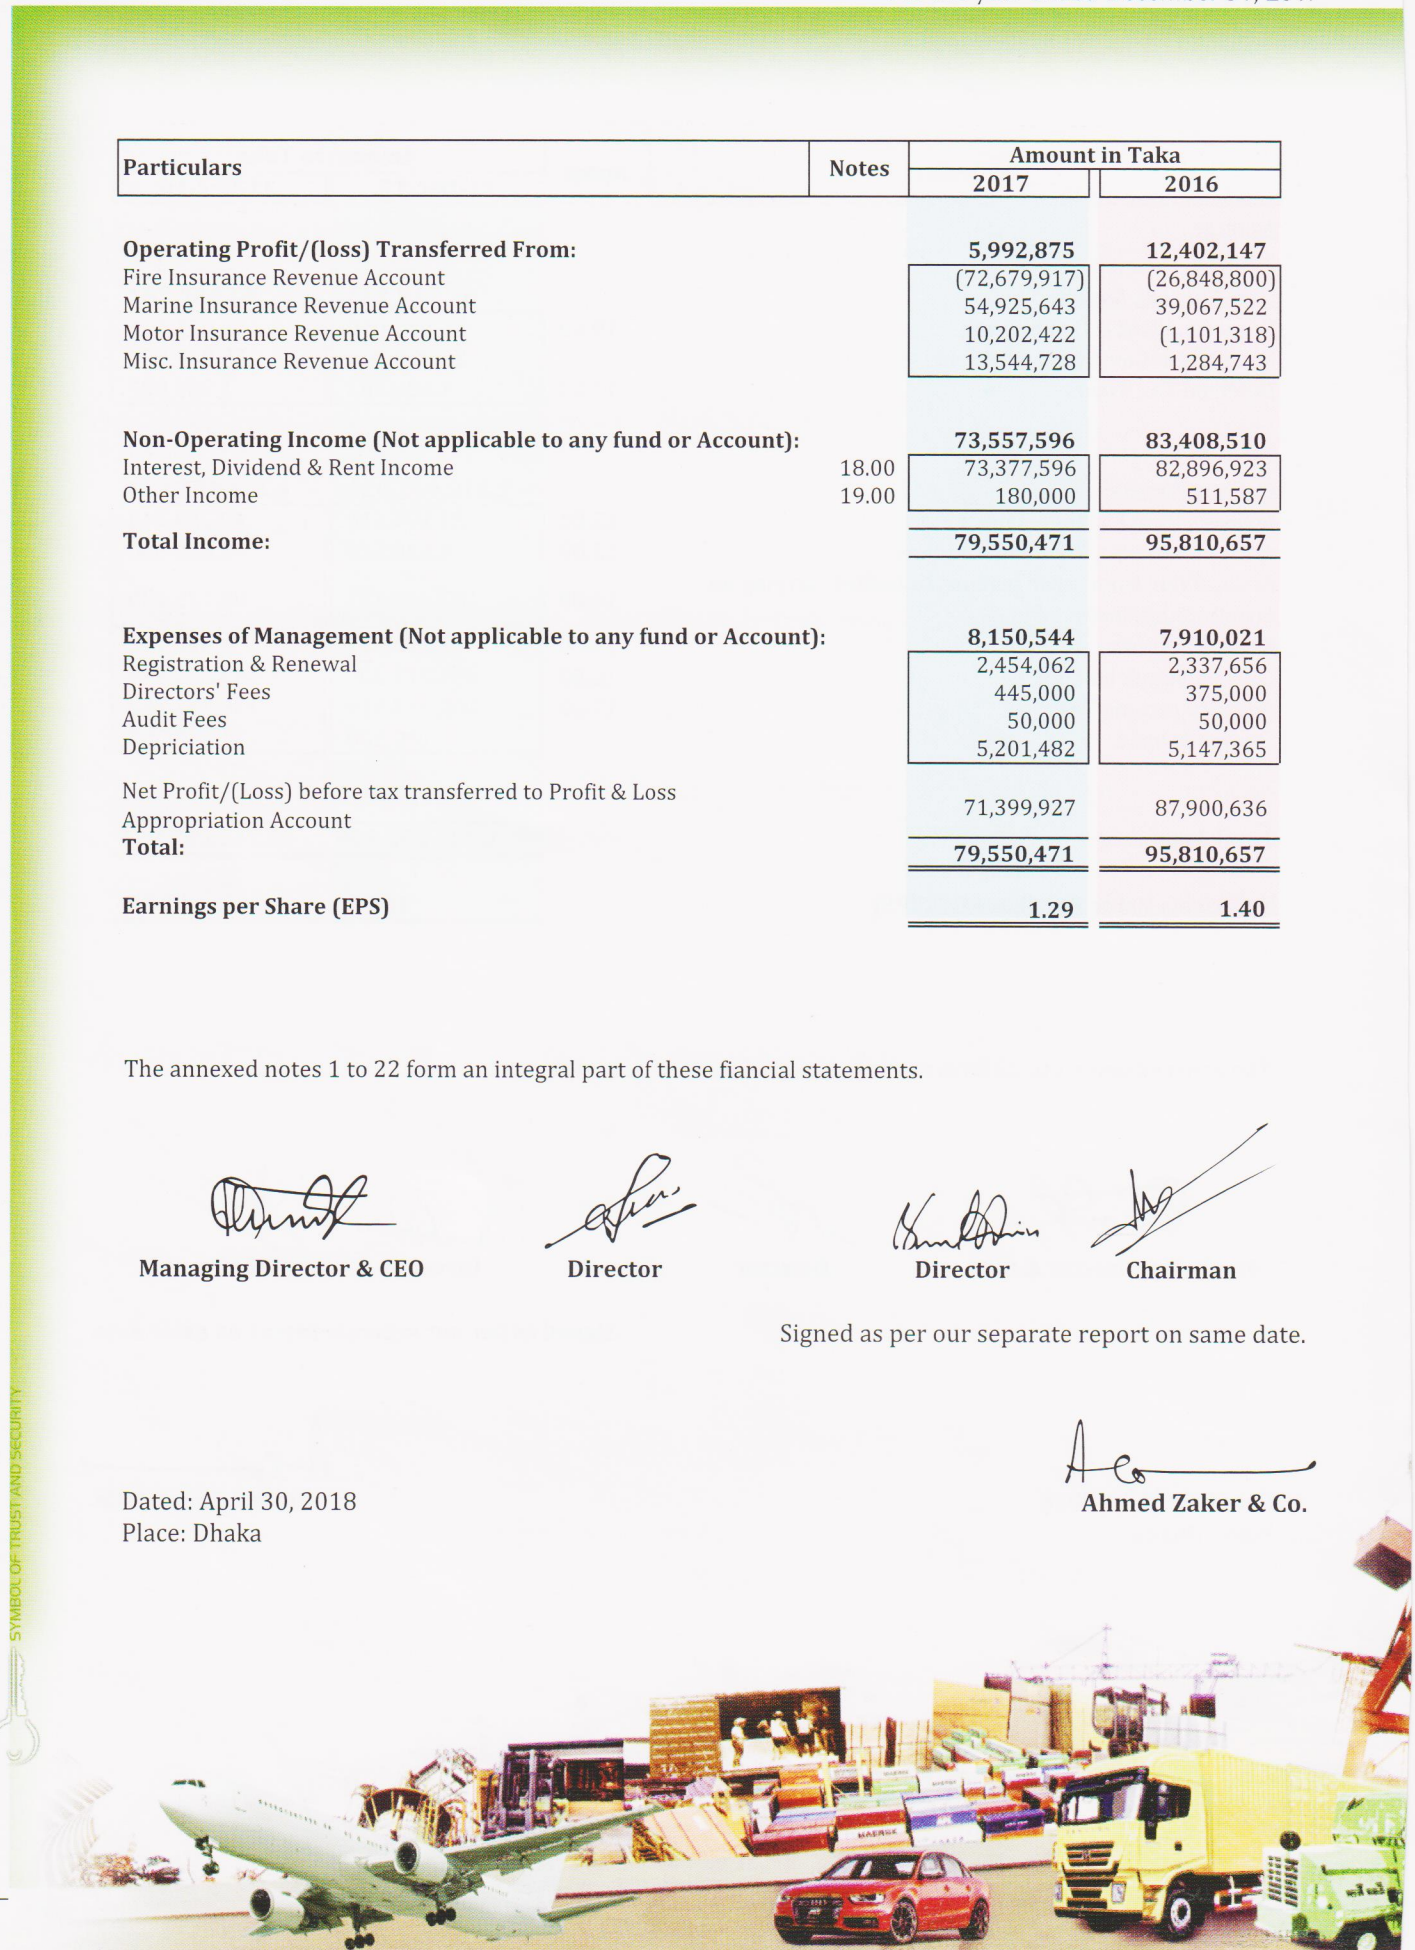 Particulars Notes Amount in Taka
2017 2016
Operating Profit/(loss) Transferred From: 5,992,875 12,402,147
Fire Insurance Revenue Account (72,679,917) (26,848,800)
Marine Insurance Revenue Account 54,925,643 39,067,522
Motor Insurance Revenue Account 10,202,422 (1,101,318)
Misc. Insurance Revenue Account 13,544,728 1,284,743
Non-Operating Income (Not applicable to any fund or Account): 73,557,596 83,408,510
Interest, Dividend & Rent Income 18.00 73,377,596 82,896,923
Other Income 19.00 180,000 511,587
Total Income: 79,550,471 95,810,657
Expenses of Management (Not applicable to any fund or Account): 8,150,544 7,910,021
Registration & Renewal 2,454,062 2,337,656
Directors' Fees 445,000 375,000
Audit Fees 50,000 50,000
Depriciation 5,201,482 5,147,365
Net Profit/(Loss) before tax transferred to Profit & Loss
Appropriation Account 71,399,927 87,900,636
Total: 79,550,471 95,810,657
Earnings per Share (EPS) 1.29 1.40
The annexed notes 1 to 22 form an integral part of these fiancial statements.
Managing Director & CEO Director Director Chairman
Signed as per our separate report on same date.
Ahmed Zaker & Co.
Dated: April 30, 2018
Place: Dhaka
SYMBOL OF TRUST AND SECURITY
MAERSK